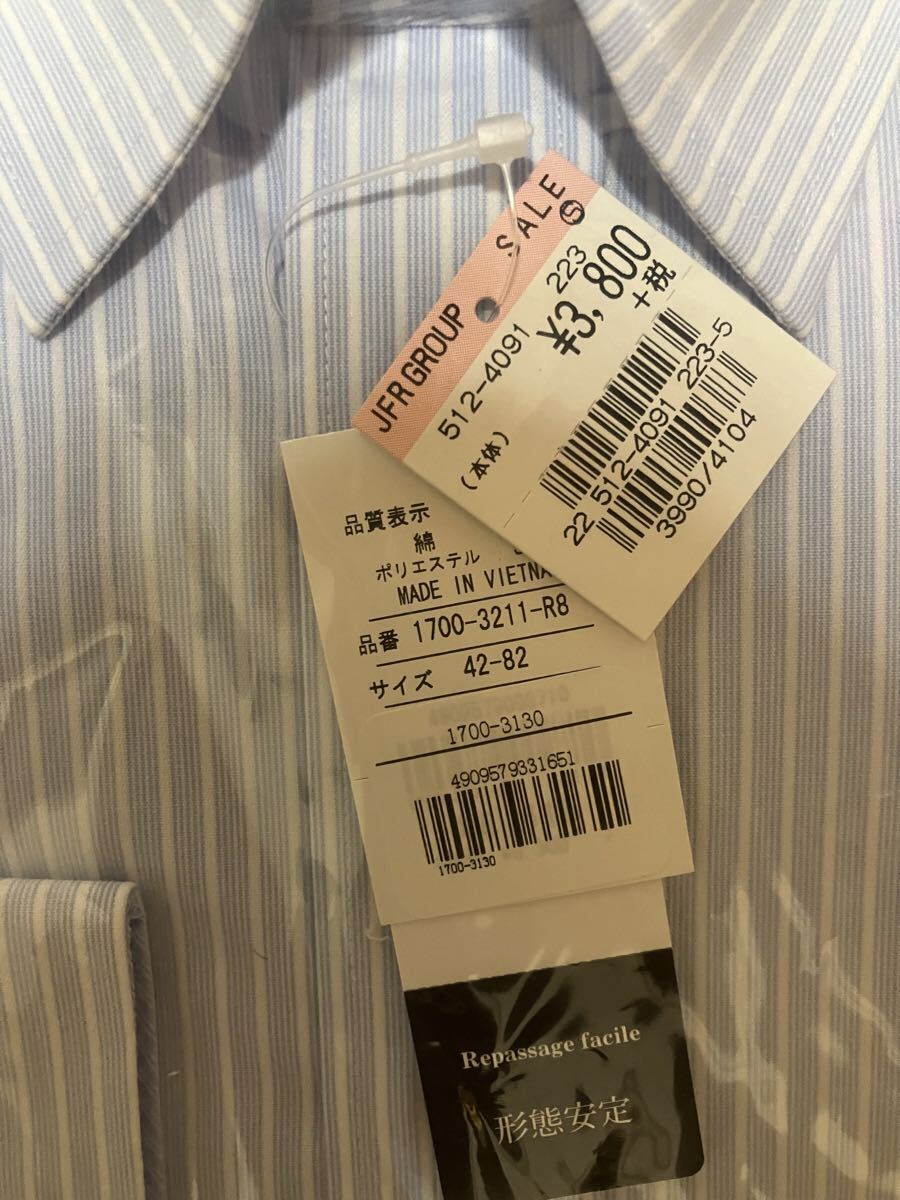 SALE Ⓢ
JFR GROUP
223
512-4091
¥3,800
+税
(本体)
22 512-4091 223-5
3990/4104
品質表示
綿
ポリエステル
MADE IN VIETNA
品番 1700-3211-R8
サイズ 42-82
1700-3130
4909579331651
1700-3130
Repassage facile
形態安定